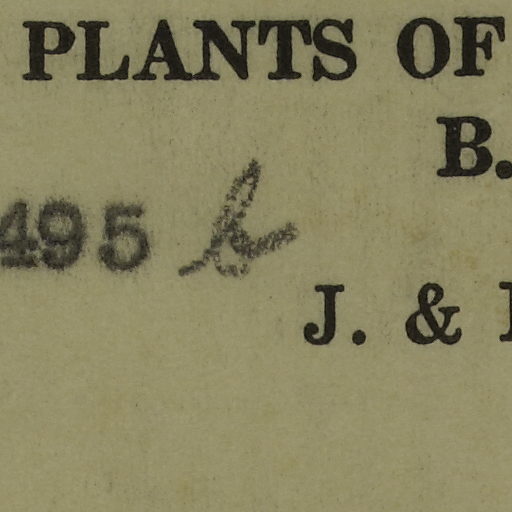 PLANTS OF
B.
495 b
J. &